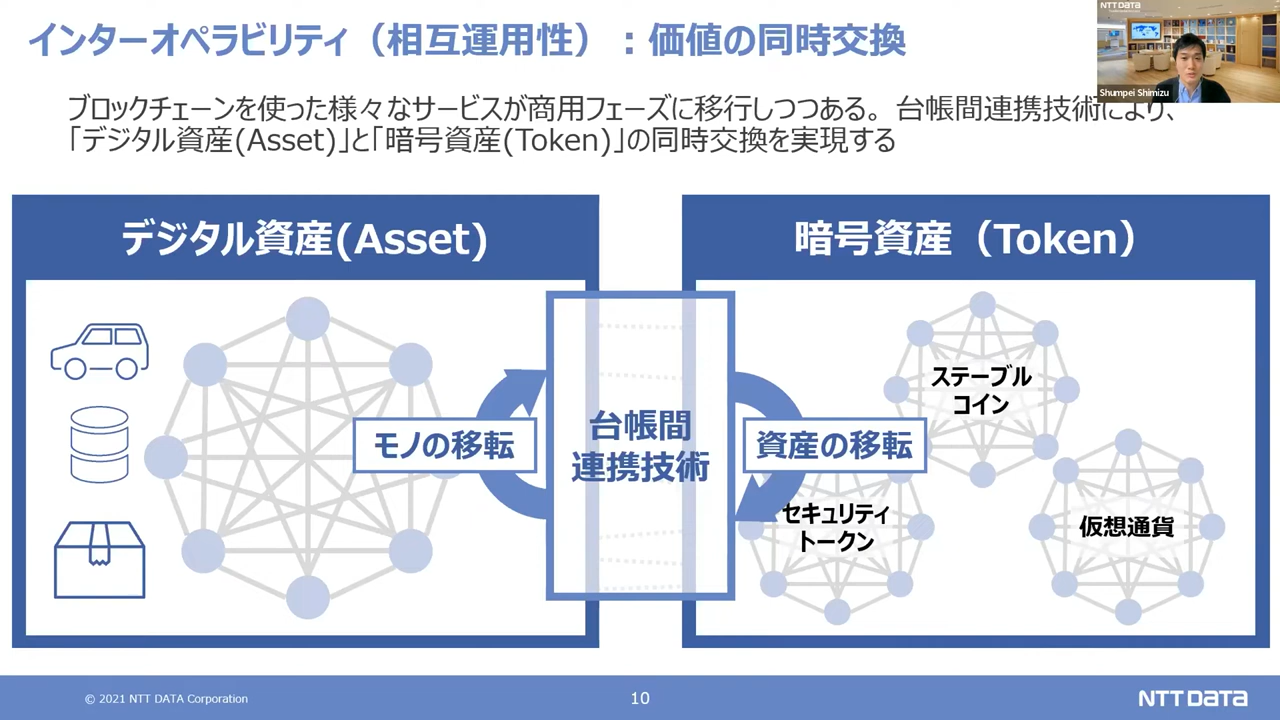 インターオペラビリティ（相互運用性）：価値の同時交換
NTT DATA
Shumpei Shimizu
ブロックチェーンを使った様々なサービスが商用フェーズに移行しつつある。台帳間連携技術により、
「デジタル資産(Asset)」と「暗号資産(Token)」の同時交換を実現する
デジタル資産(Asset)
暗号資産（Token）
モノの移転
台帳間
連携技術
資産の移転
ステーブル
コイン
セキュリティ
トークン
仮想通貨
© 2021 NTT DATA Corporation
10
NTT DATA